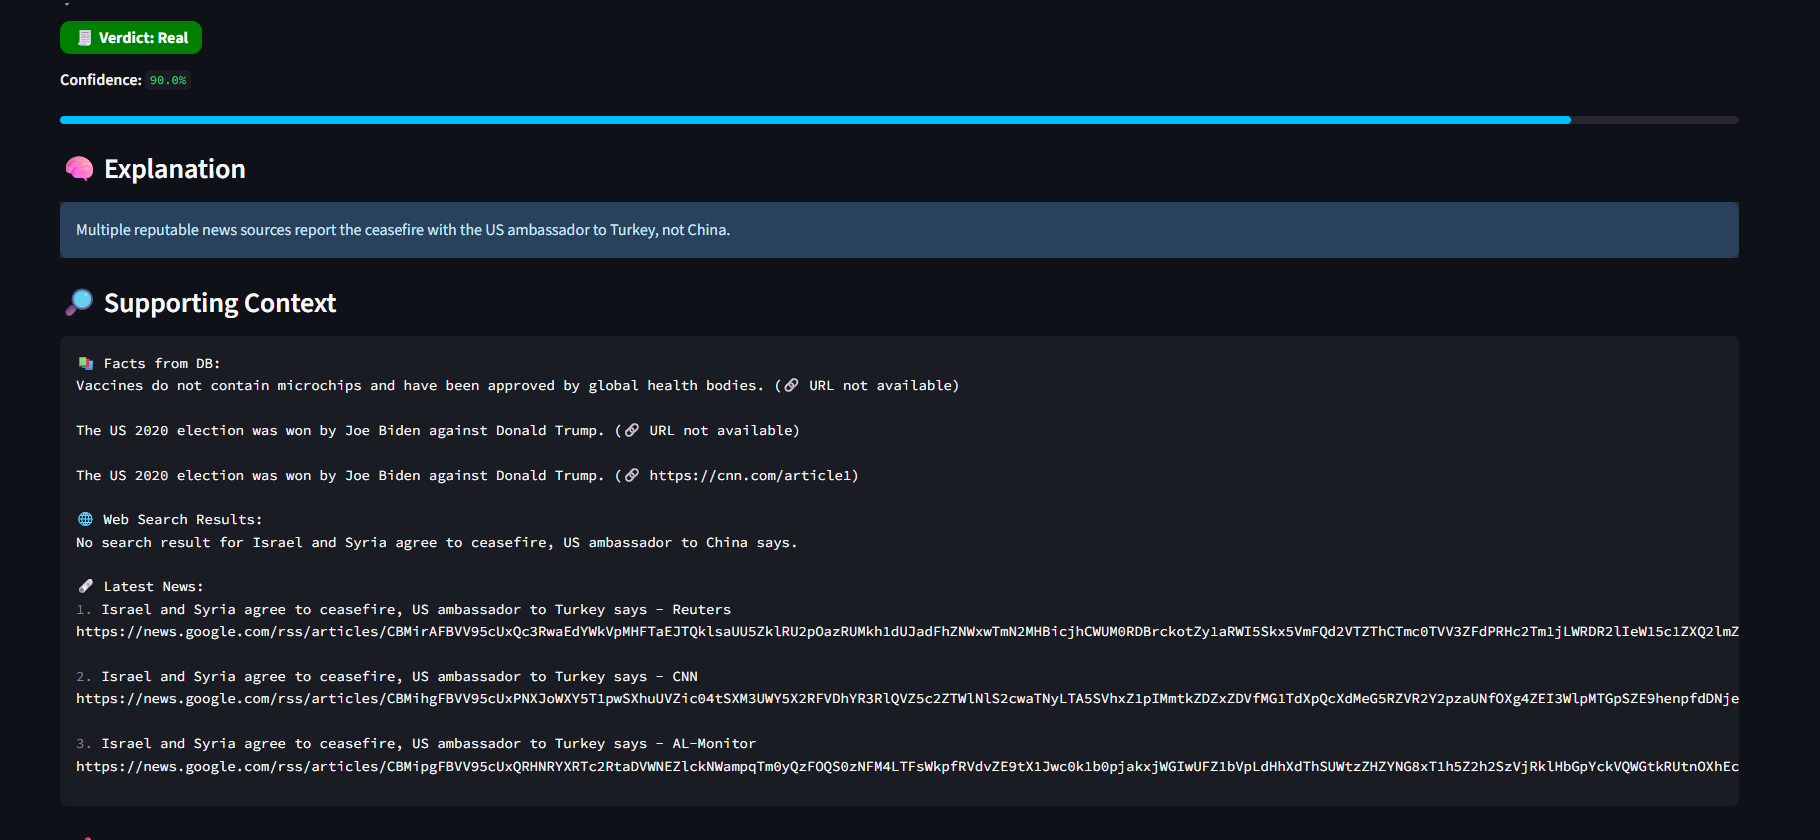 Verdict: Real
Confidence: 90.0%
Explanation
Multiple reputable news sources report the ceasefire with the US ambassador to Turkey, not China.
Supporting Context
Facts from DB:
Vaccines do not contain microchips and have been approved by global health bodies. (🔗 URL not available)
The US 2020 election was won by Joe Biden against Donald Trump. (🔗 URL not available)
The US 2020 election was won by Joe Biden against Donald Trump. (🔗 https://cnn.com/article1)
Web Search Results:
No search result for Israel and Syria agree to ceasefire, US ambassador to China says.
Latest News:
1. Israel and Syria agree to ceasefire, US ambassador to Turkey says - Reuters
https://news.google.com/rss/articles/
2. Israel and Syria agree to ceasefire, US ambassador to Turkey says - CNN
https://news.google.com/rss/articles/
3. Israel and Syria agree to ceasefire, US ambassador to Turkey says - AL-Monitor
https://news.google.com/rss/articles/